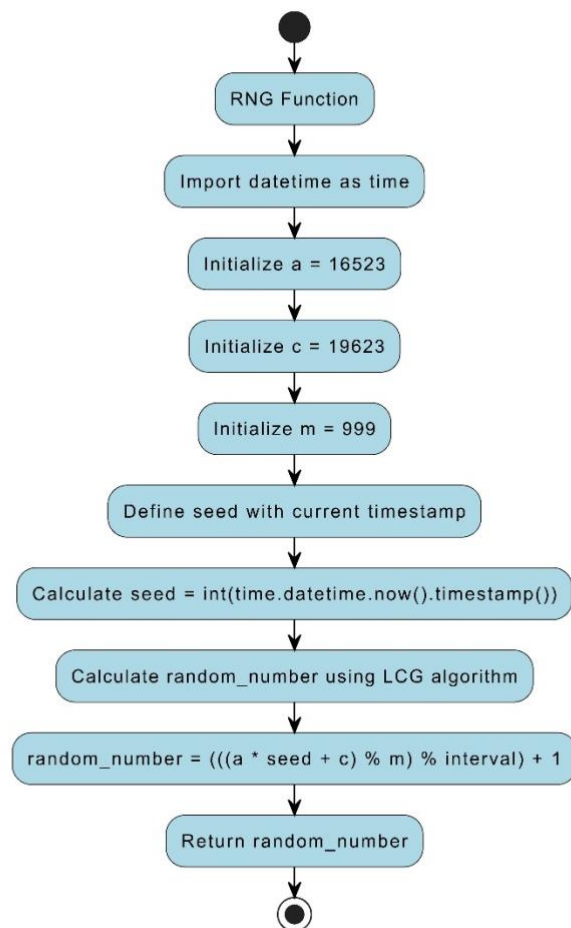 RNG Function
Import datetime as time
Initialize a = 16523
Initialize c = 19623
Initialize m = 999
Define seed with current timestamp
Calculate seed = int(time.datetime.now().timestamp())
Calculate random_number using LCG algorithm
random_number = (((a * seed + c) % m) % interval) + 1
Return random_number